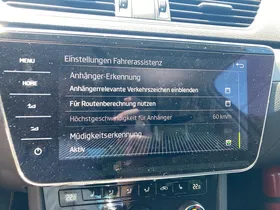 MENU
HOME
Einstellungen Fahrerassistenz
Anhänger-Erkennung
Anhängerrelevante Verkehrszeichen einblenden
Für Routenberechnung nutzen
Höchstgeschwindigkeit für Anhänger 60 km/h
Müdigkeitserkennung
Aktiv